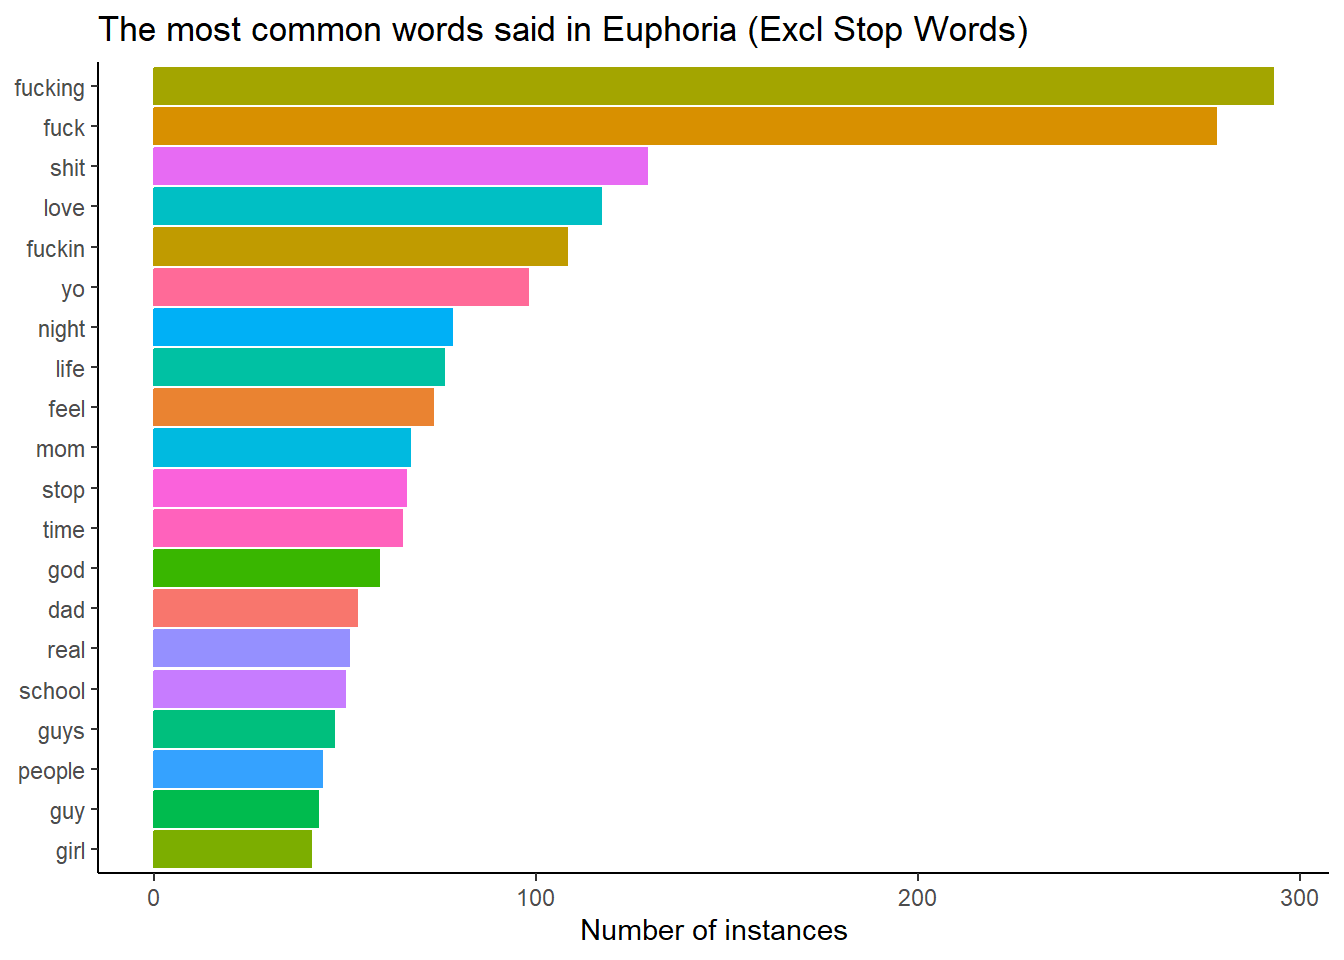 The most common words said in Euphoria (Excl Stop Words)
fucking
fuck
shit
love
fuckin
yo
night
life
feel
mom
stop
time
god
dad
real
school
guys
people
guy
girl
0 100 200 300
Number of instances